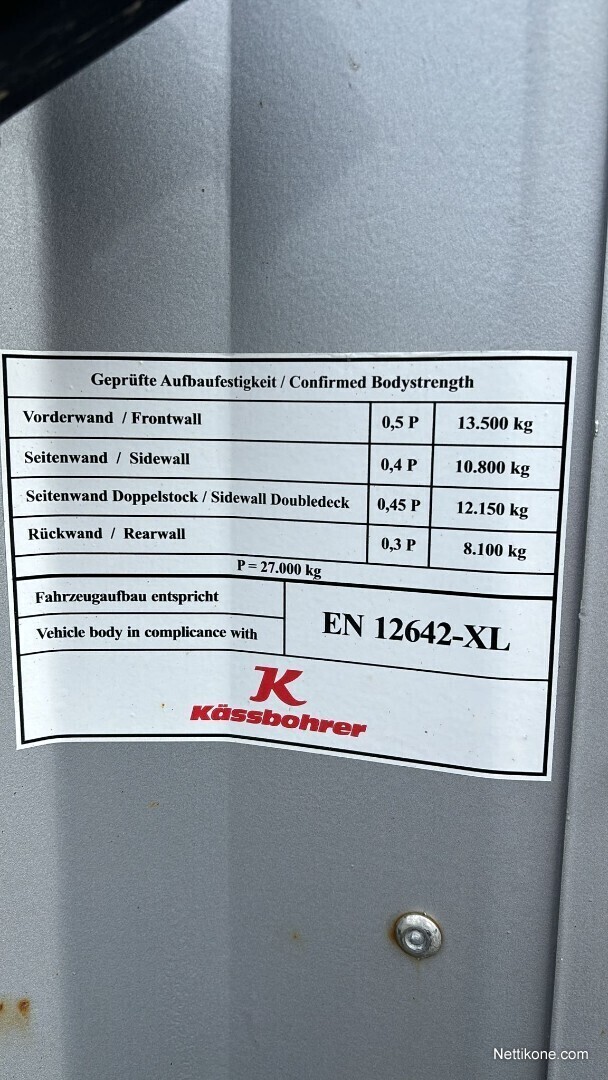 Geprüfte Aufbaufestigkeit / Confirmed Bodystrength
Vorderwand / Frontwall 0,5 P 13.500 kg
Seitenwand / Sidewall 0,4 P 10.800 kg
Seitenwand Doppelstock / Sidewall Doubledeck 0,45 P 12.150 kg
Rückwand / Rearwall 0,3 P 8.100 kg
P = 27.000 kg
Fahrzeugaufbau entspricht
Vehicle body in complicance with
EN 12642-XL
K
Kässbohrer
Nettikone.com